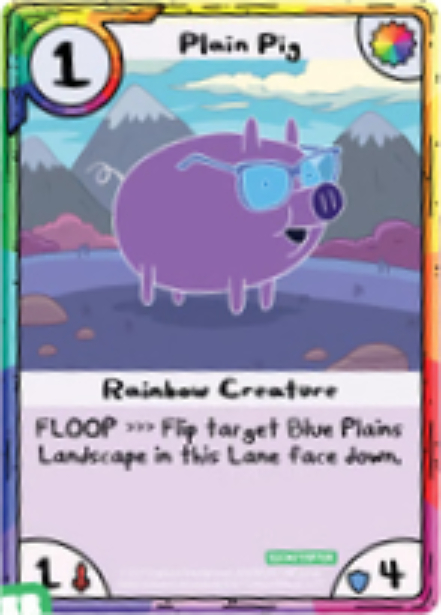 Plain Pig
1
Rainbow Creature
FLOOP >>> Flip target Blue Plains
Landscape in this Lane face down.
1
4